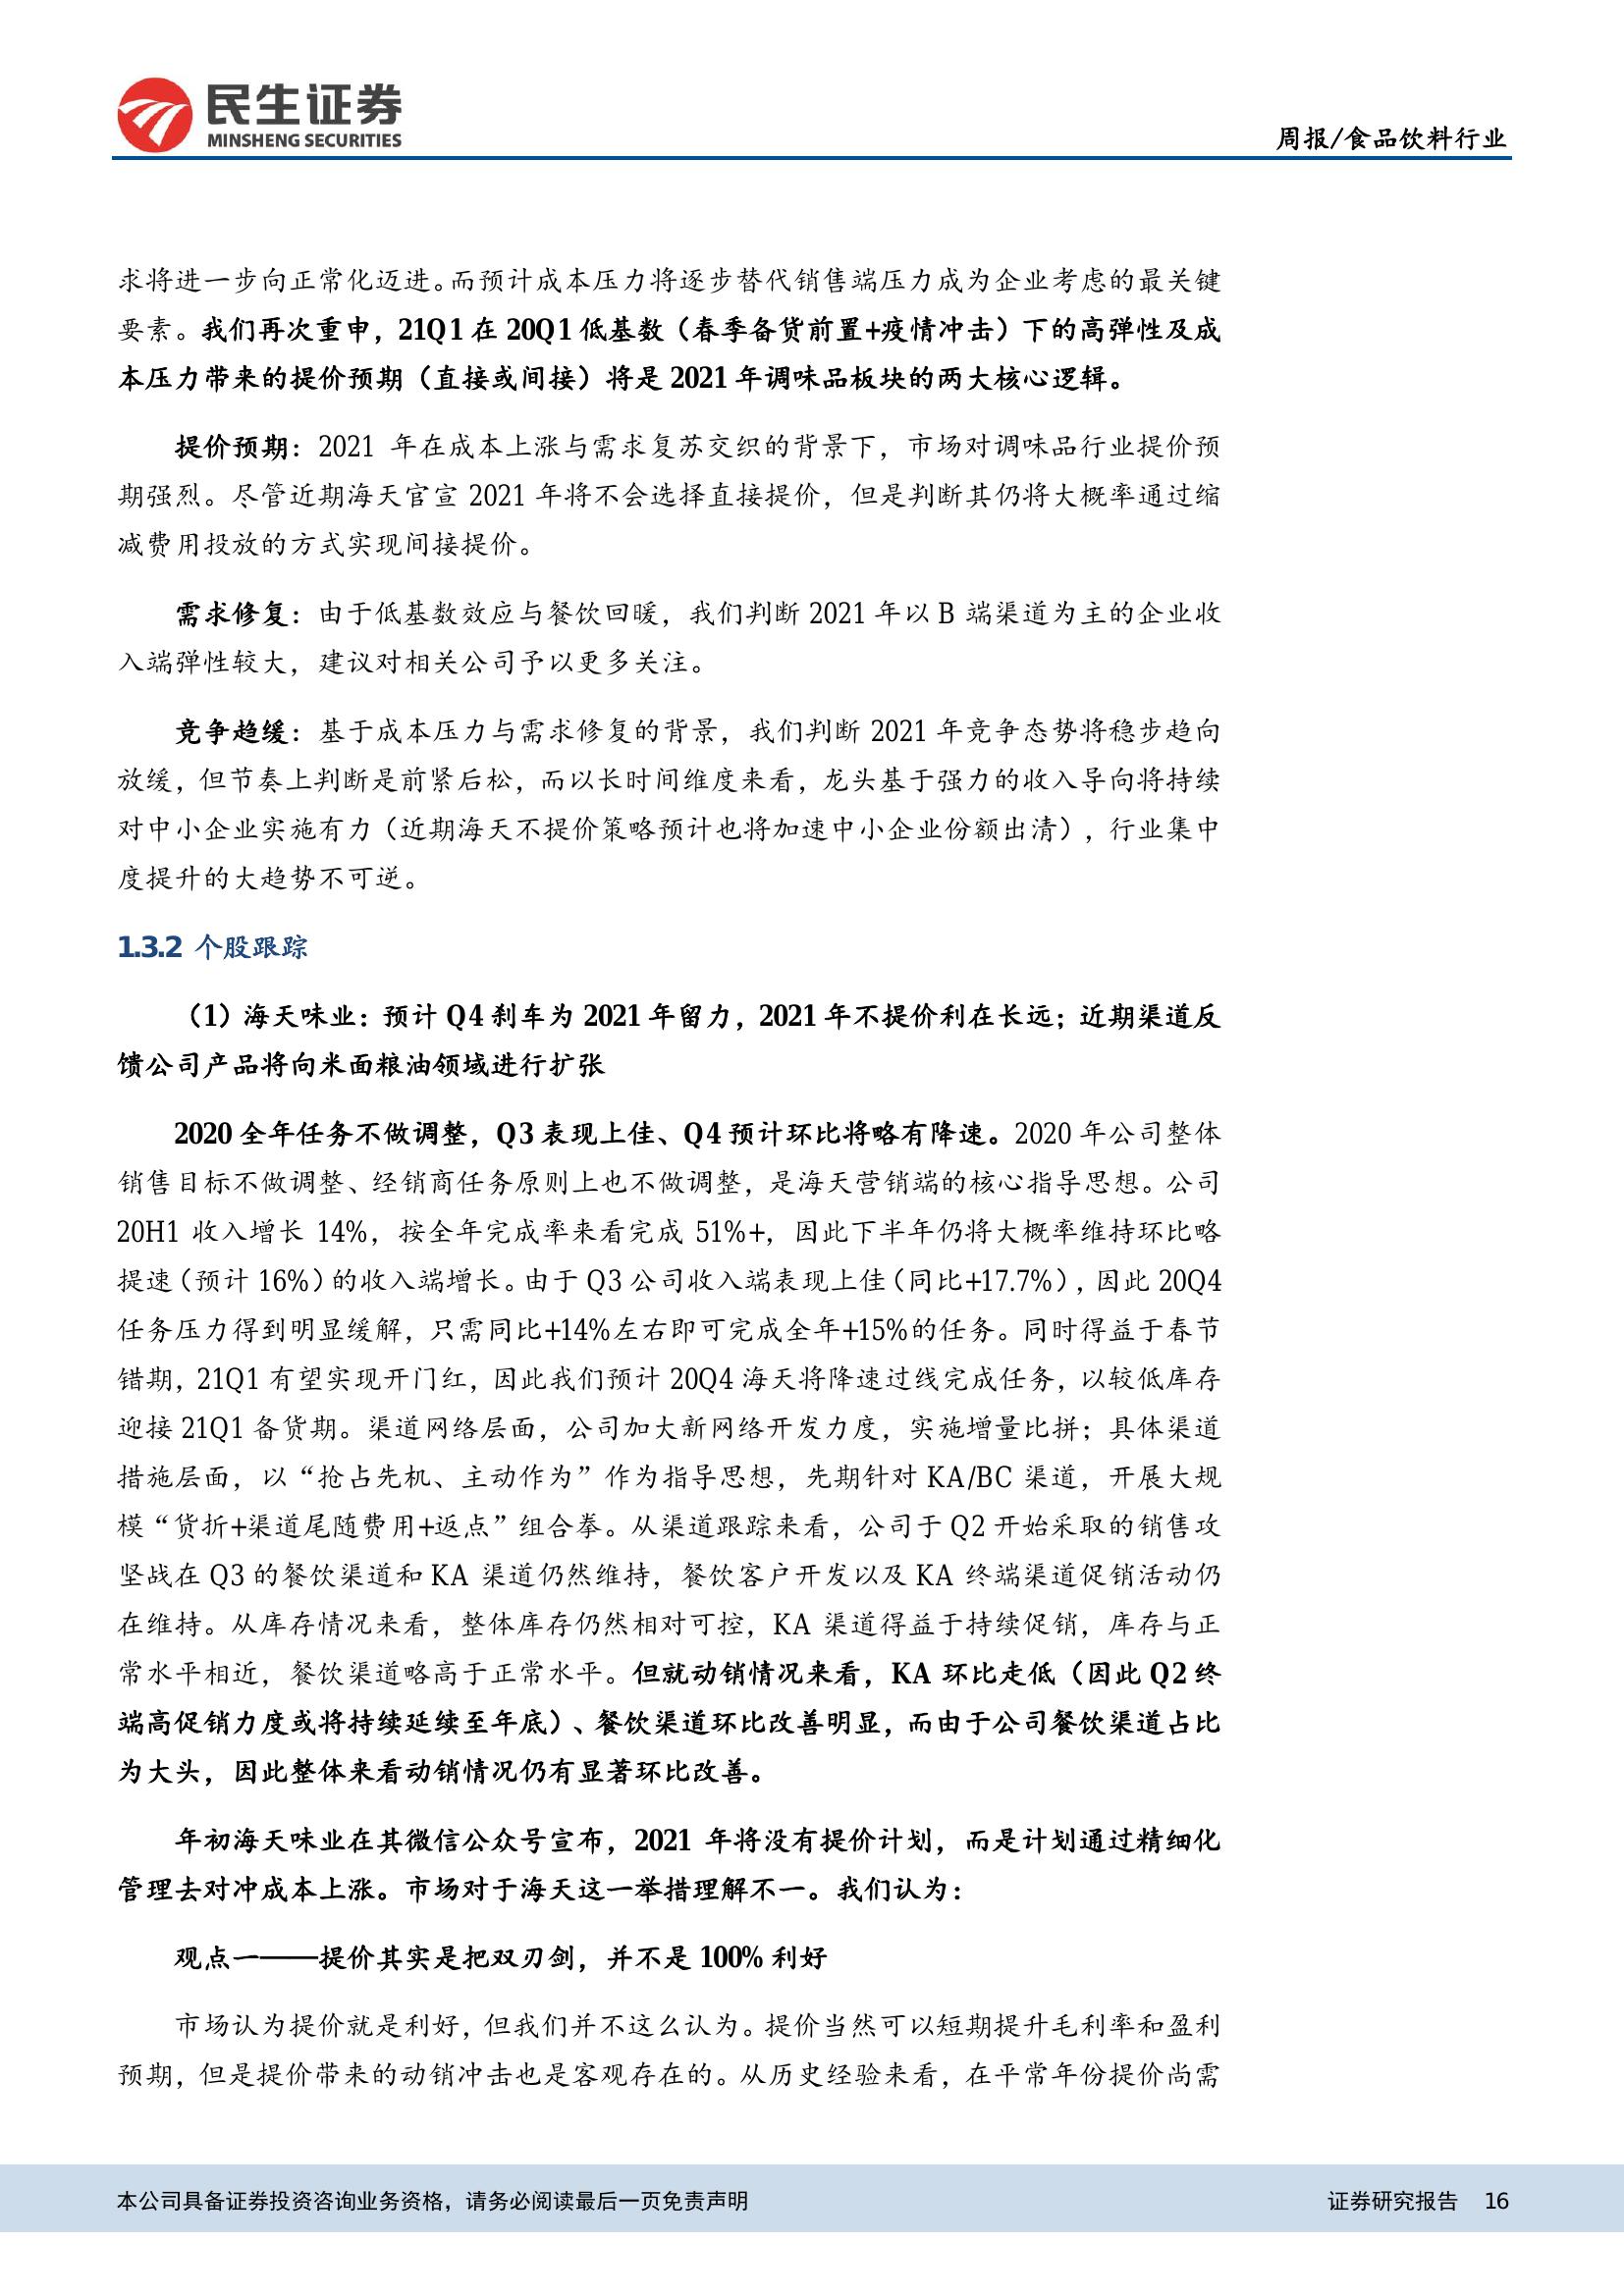 民生证券
MINSHENG SECURITIES
周报/食品饮料行业
求将进一步向正常化迈进。而预计成本压力将逐步替代销售端压力成为企业考虑的最关键
要素。我们再次重申，21Q1 在 20Q1 低基数（春季备货前置+疫情冲击）下的高弹性及成
本压力带来的提价预期（直接或间接）将是 2021 年调味品板块的两大核心逻辑。
提价预期：2021 年在成本上涨与需求复苏交织的背景下，市场对调味品行业提价预
期强烈。尽管近期海天官宣 2021 年将不会选择直接提价，但是判断其仍将大概率通过缩
减费用投放的方式实现间接提价。
需求修复：由于低基数效应与餐饮回暖，我们判断 2021 年以 B 端渠道为主的企业收
入端弹性较大，建议对相关公司予以更多关注。
竞争趋缓：基于成本压力与需求修复的背景，我们判断 2021 年竞争态势将稳步趋向
放缓，但节奏上判断是前紧后松，而以长时间维度来看，龙头基于强力的收入导向将持续
对中小企业实施有力（近期海天不提价策略预计也将加速中小企业份额出清），行业集中
度提升的大趋势不可逆。
1.3.2 个股跟踪
（1）海天味业：预计 Q4 刹车为 2021 年留力，2021 年不提价利在长远；近期渠道反
馈公司产品将向米面粮油领域进行扩张
2020 全年任务不做调整，Q3 表现上佳、Q4 预计环比将略有降速。2020 年公司整体
销售目标不做调整、经销商任务原则上也不做调整，是海天营销端的核心指导思想。公司
20H1 收入增长 14%，按全年完成率来看完成 51%+，因此下半年仍将大概率维持环比略
提速（预计 16%）的收入端增长。由于 Q3 公司收入端表现上佳（同比+17.7%），因此 20Q4
任务压力得到明显缓解，只需同比+14%左右即可完成全年+15%的任务。同时得益于春节
错期，21Q1 有望实现开门红，因此我们预计 20Q4 海天将降速过线完成任务，以较低库存
迎接 21Q1 备货期。渠道网络层面，公司加大新网络开发力度，实施增量比拼；具体渠道
措施层面，以“抢占先机、主动作为”作为指导思想，先期针对 KA/BC 渠道，开展大规
模“货折+渠道尾随费用+返点”组合拳。从渠道跟踪来看，公司于 Q2 开始采取的销售攻
坚战在 Q3 的餐饮渠道和 KA 渠道仍然维持，餐饮客户开发以及 KA 终端渠道促销活动仍
在维持。从库存情况来看，整体库存仍然相对可控，KA 渠道得益于持续促销，库存与正
常水平相近，餐饮渠道略高于正常水平。但就动销情况来看，KA 环比走低（因此 Q2 终
端高促销力度或将持续延续至年底）、餐饮渠道环比改善明显，而由于公司餐饮渠道占比
为大头，因此整体来看动销情况仍有显著环比改善。
年初海天味业在其微信公众号宣布，2021 年将没有提价计划，而是计划通过精细化
管理去对冲成本上涨。市场对于海天这一举措理解不一。我们认为：
观点一——提价其实是把双刃剑，并不是 100% 利好
市场认为提价就是利好，但我们并不这么认为。提价当然可以短期提升毛利率和盈利
预期，但是提价带来的动销冲击也是客观存在的。从历史经验来看，在平常年份提价尚需
本公司具备证券投资咨询业务资格，请务必阅读最后一页免责声明
证券研究报告 16